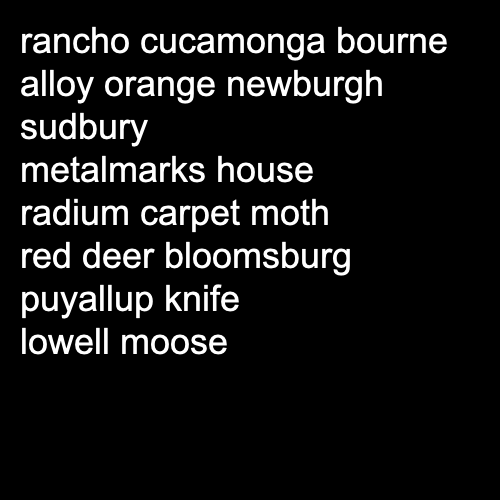 rancho cucamonga bourne
alloy orange newburgh
sudbury
metalmarks house
radium carpet moth
red deer bloomsburg
puyallup knife
lowell moose